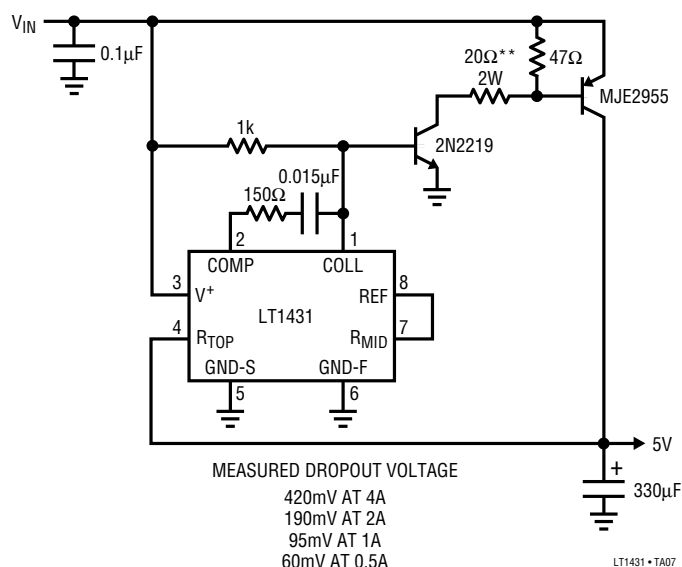 VIN
0.1µF
20Ω**
2W
47Ω
MJE2955
1k
2N2219
0.015µF
150Ω
2
1
COMP
COLL
3
V+
REF
8
LT1431
4
RTOP
RMID
7
GND-S
GND-F
5
6
5V
+
330µF
MEASURED DROPOUT VOLTAGE
420mV AT 4A
190mV AT 2A
95mV AT 1A
60mV AT 0.5A
LT1431 • TA07